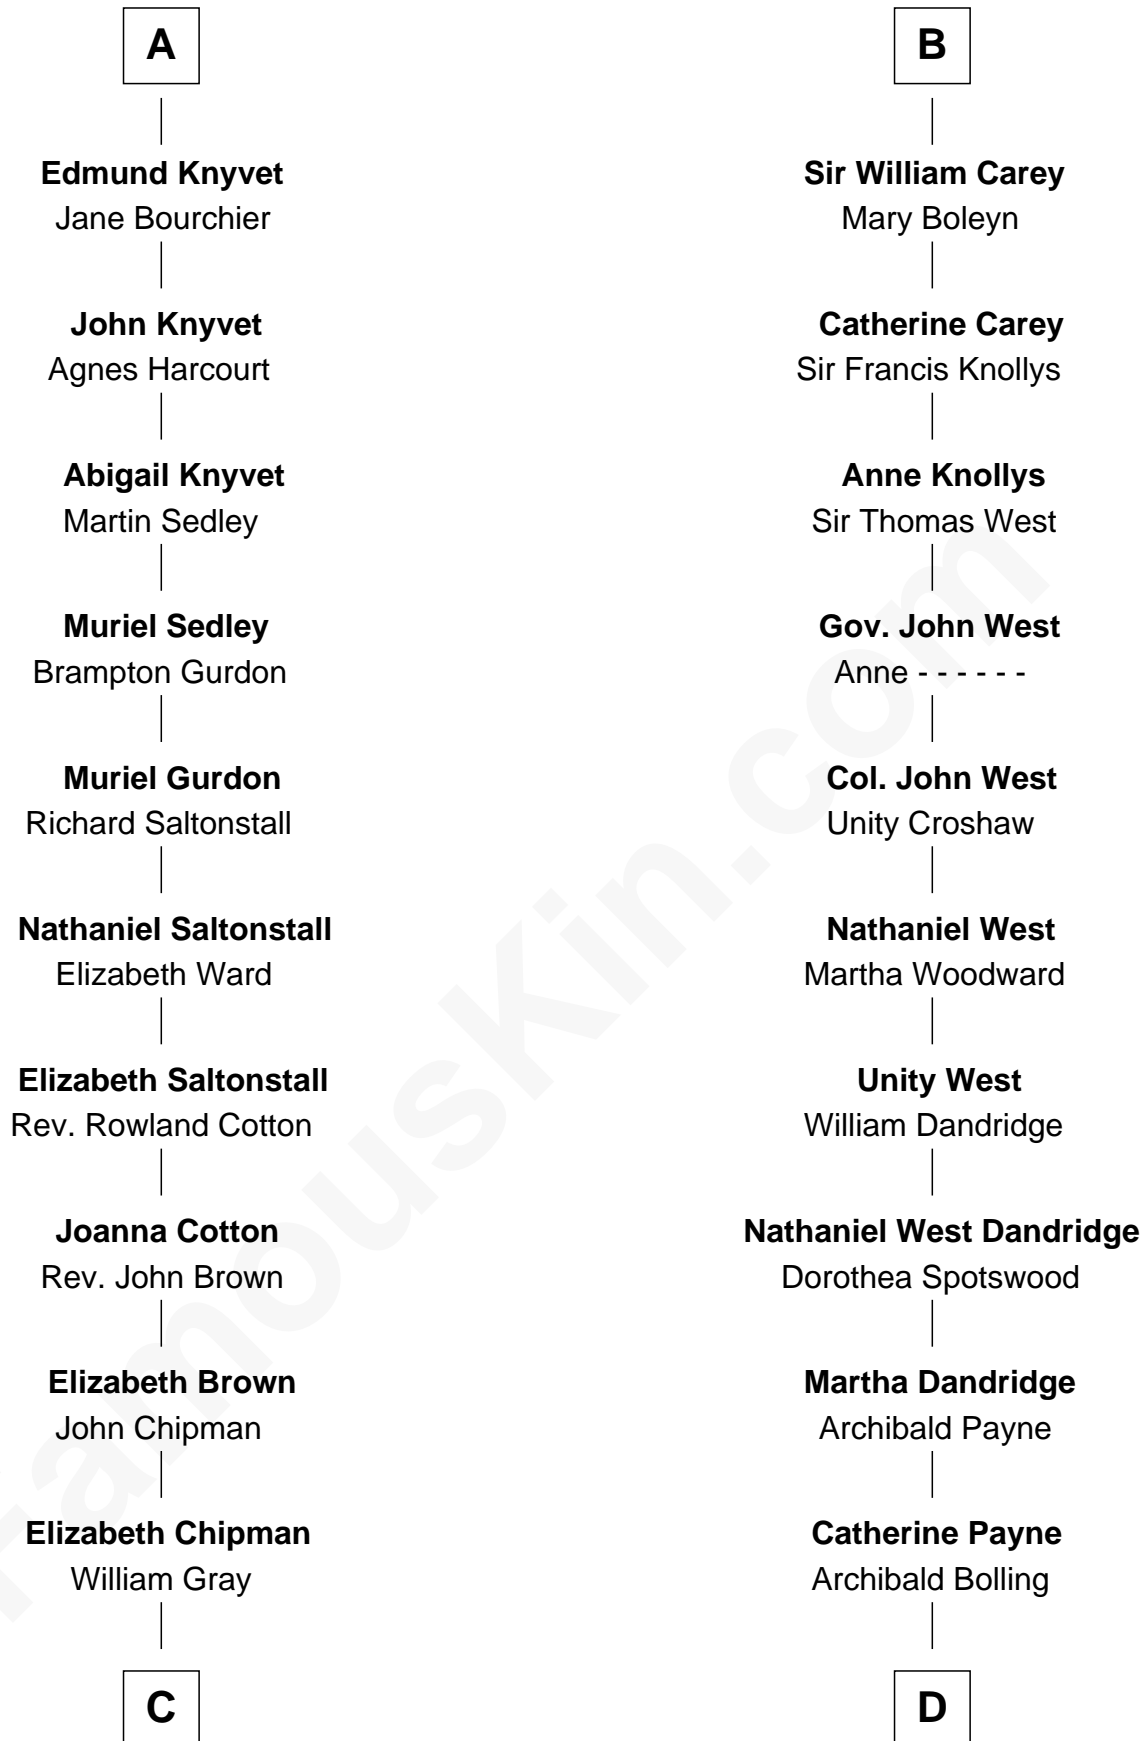 A
Edmund Knyvet
Jane Bourchier
John Knyvet
Agnes Harcourt
Abigail Knyvet
Martin Sedley
Muriel Sedley
Brampton Gurdon
Muriel Gurdon
Richard Saltonstall
Nathaniel Saltonstall
Elizabeth Ward
Elizabeth Saltonstall
Rev. Rowland Cotton
Joanna Cotton
Rev. John Brown
Elizabeth Brown
John Chipman
Elizabeth Chipman
William Gray
C
B
Sir William Carey
Mary Boleyn
Catherine Carey
Sir Francis Knollys
Anne Knollys
Sir Thomas West
Gov. John West
Anne - - - - - -
Col. John West
Unity Croshaw
Nathaniel West
Martha Woodward
Unity West
William Dandridge
Nathaniel West Dandridge
Dorothea Spotswood
Martha Dandridge
Archibald Payne
Catherine Payne
Archibald Bolling
D
FamousKin.com